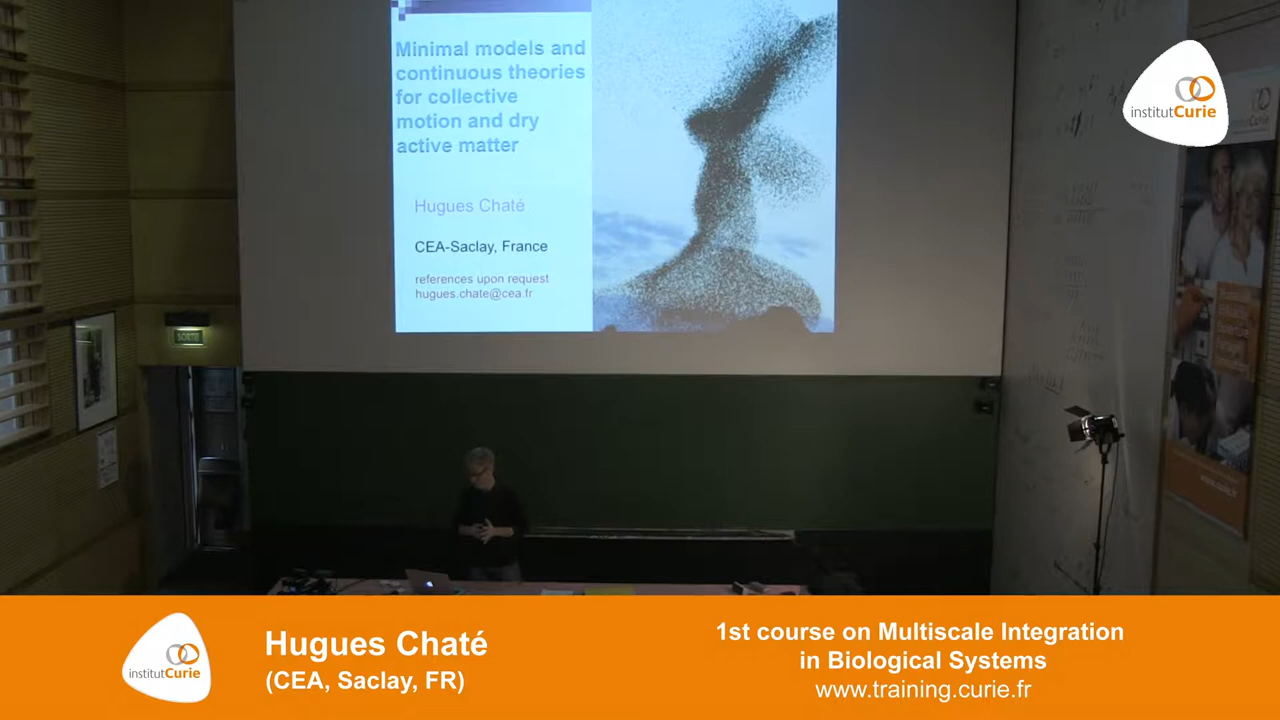 Minimal models and
continuous theories
for collective
motion and dry
active matter
Hugues Chaté
CEA-Saclay, France
references upon request
hugues.chate@cea.fr
institutCurie
SORTIE
institutCurie
Hugues Chaté
(CEA, Saclay, FR)
1st course on Multiscale Integration
in Biological Systems
www.training.curie.fr